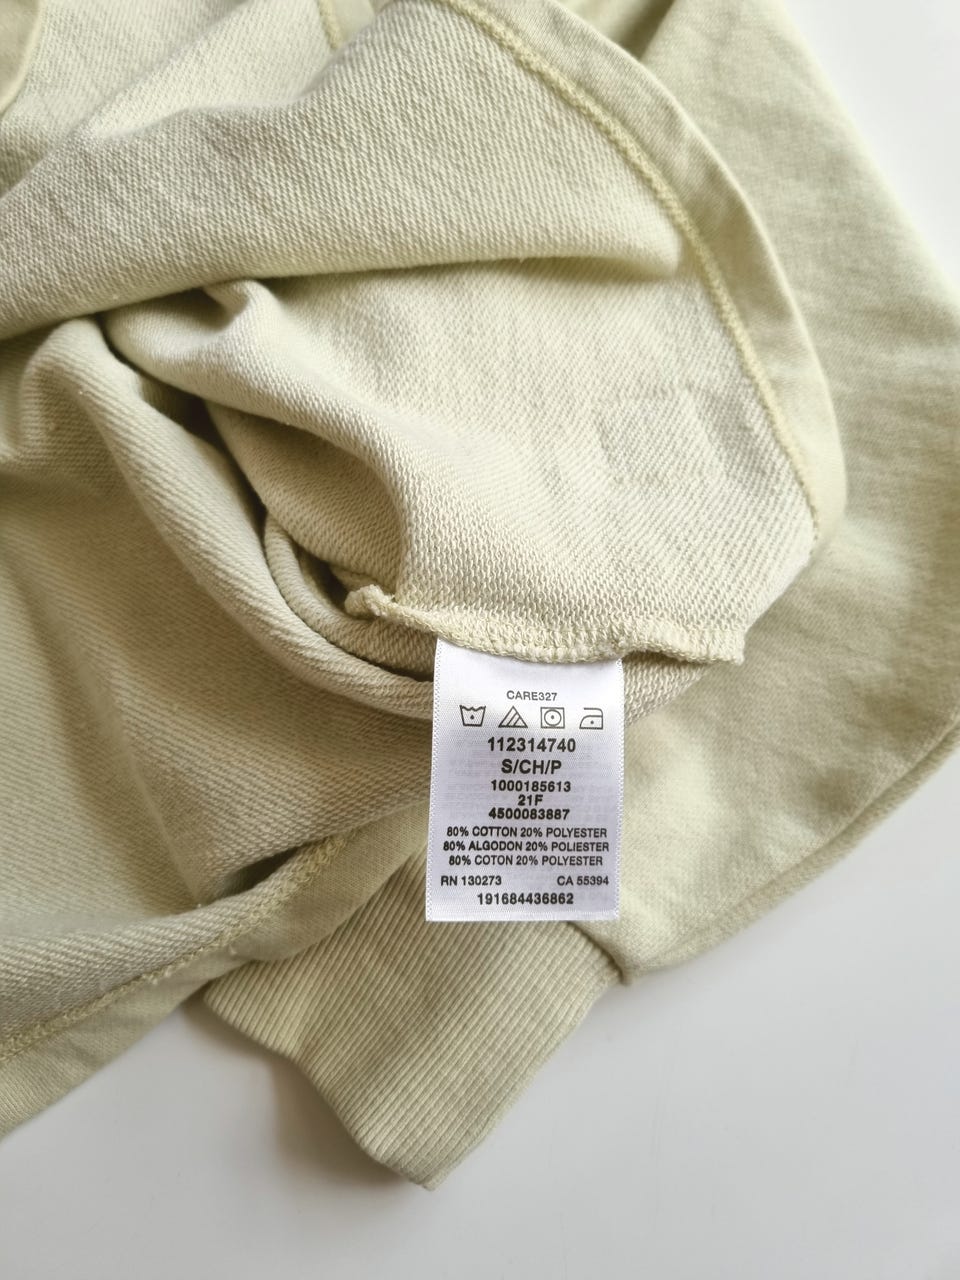 CARE327
112314740
S/CH/P
1000185613
21F
4500083887
80% COTTON 20% POLYESTER
80% ALGODON 20% POLIESTER
80% COTON 20% POLYESTER
RN 130273 CA 55394
191684436862